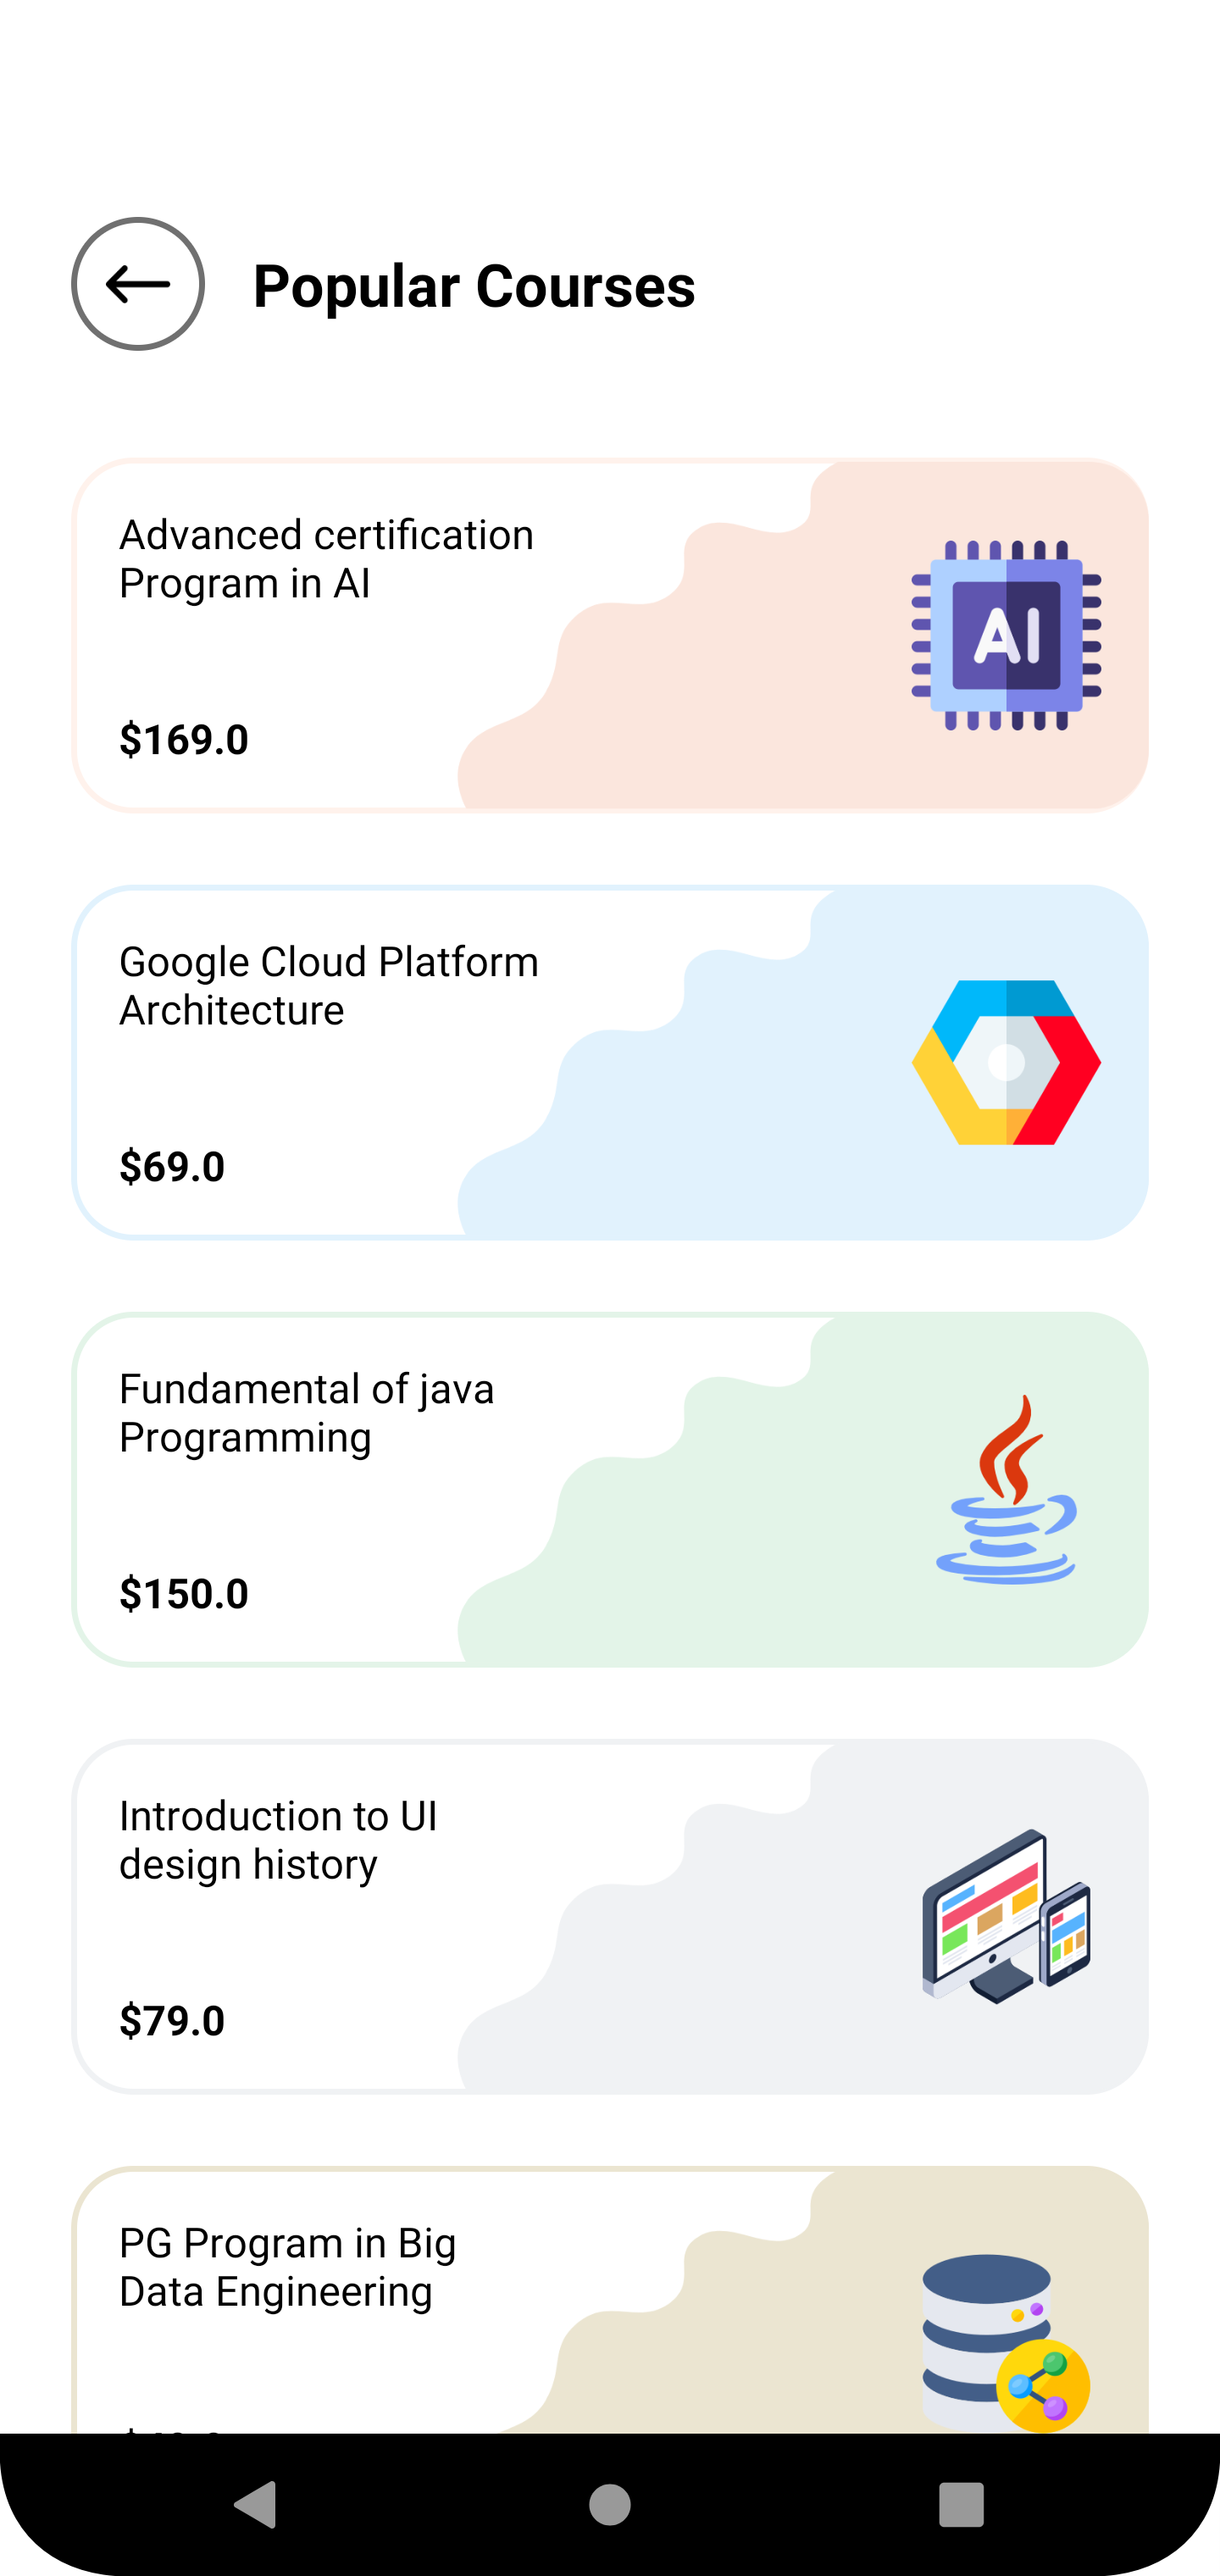 Popular Courses
Advanced certification
Program in AI
AI
$169.0
Google Cloud Platform
Architecture
$69.0
Fundamental of java
Programming
$150.0
Introduction to UI
design history
$79.0
PG Program in Big
Data Engineering